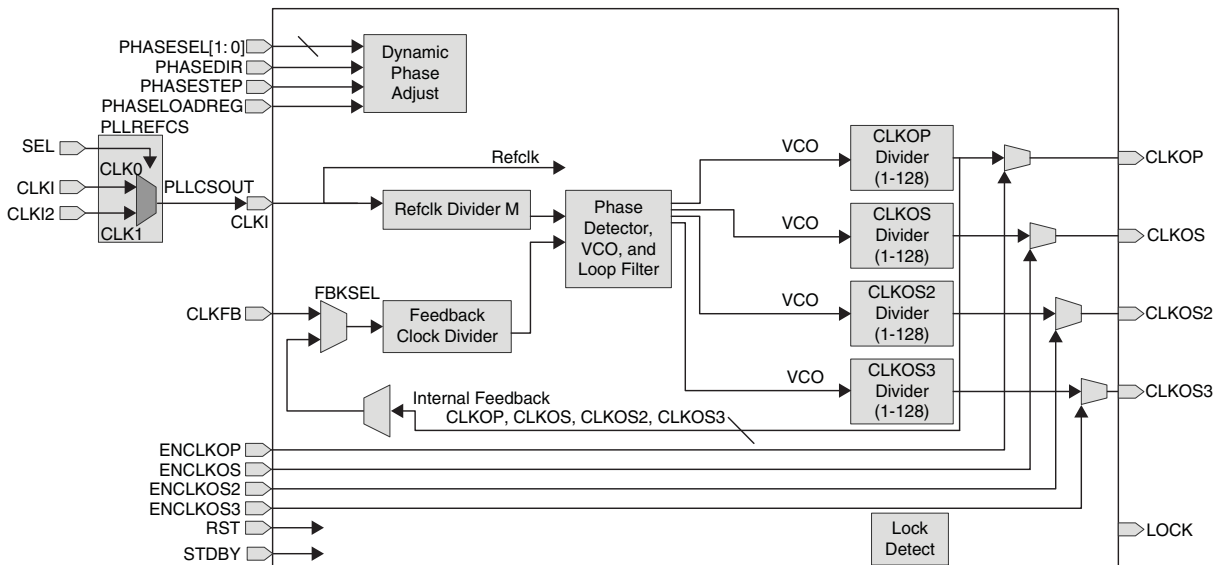 PHASESEL[1: 0]
PHASEDIR
PHASESTEP
PHASELOADREG
Dynamic
Phase
Adjust
PLLREFCS
SEL
CLK0
CLKI
CLKI2
CLK1
PLLCSOUT
CLKI
Refclk
Refclk Divider M
Phase
Detector,
VCO, and
Loop Filter
VCO
CLKOP
Divider
(1-128)
CLKOP
VCO
CLKOS
Divider
(1-128)
CLKOS
CLKFB
FBKSEL
Feedback
Clock Divider
VCO
CLKOS2
Divider
(1-128)
CLKOS2
VCO
CLKOS3
Divider
(1-128)
CLKOS3
Internal Feedback
CLKOP, CLKOS, CLKOS2, CLKOS3
ENCLKOP
ENCLKOS
ENCLKOS2
ENCLKOS3
RST
STDBY
Lock
Detect
LOCK